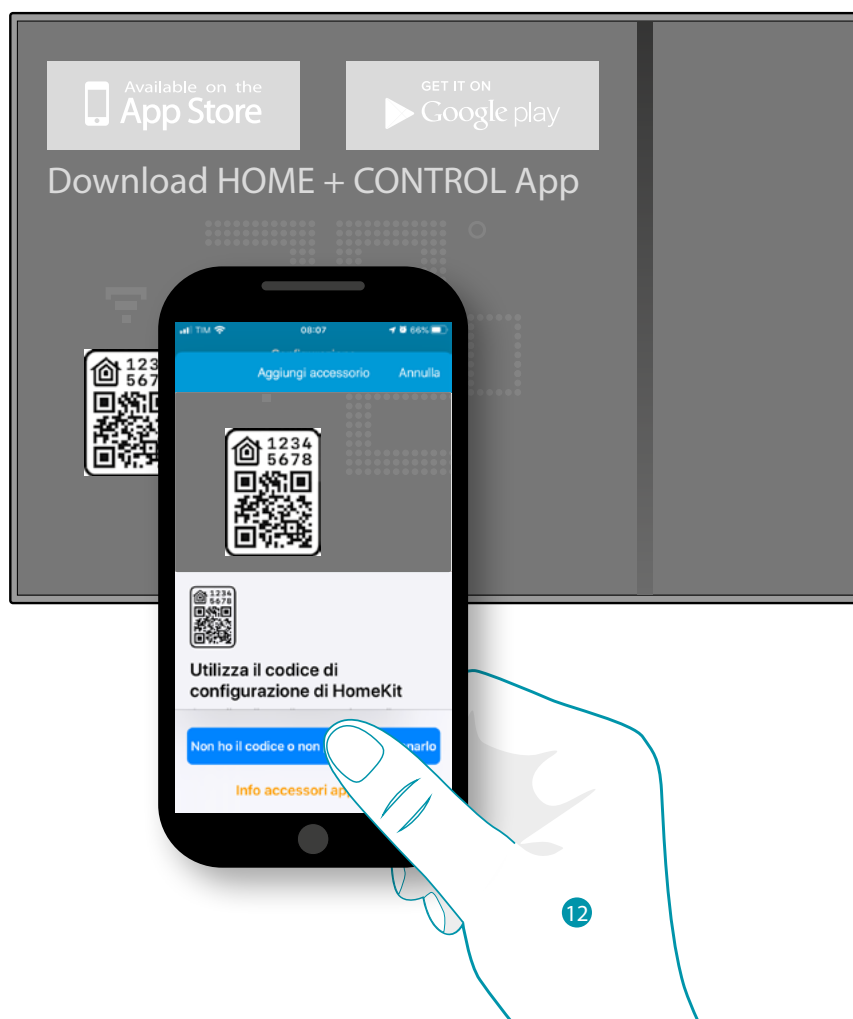 Available on the
App Store
GET IT ON
Google play
Download HOME + CONTROL App
123
567
TIM
08:07
66%
Aggiungi accessorio
Annulla
1234
5678
1234
5678
Utilizza il codice di
configurazione di HomeKit
Non ho il codice o non
Info accessori
12